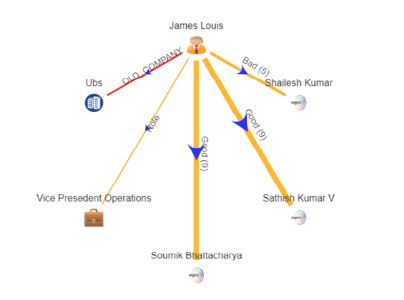 James Louis
OLD_COMPANY
Bad (5)
Ubs
Shailesh Kumar
Role
Good (9)
Good (9)
Vice Presedent Operations
Sathish Kumar V
Soumik Bhattacharya
wipro
wipro
wipro